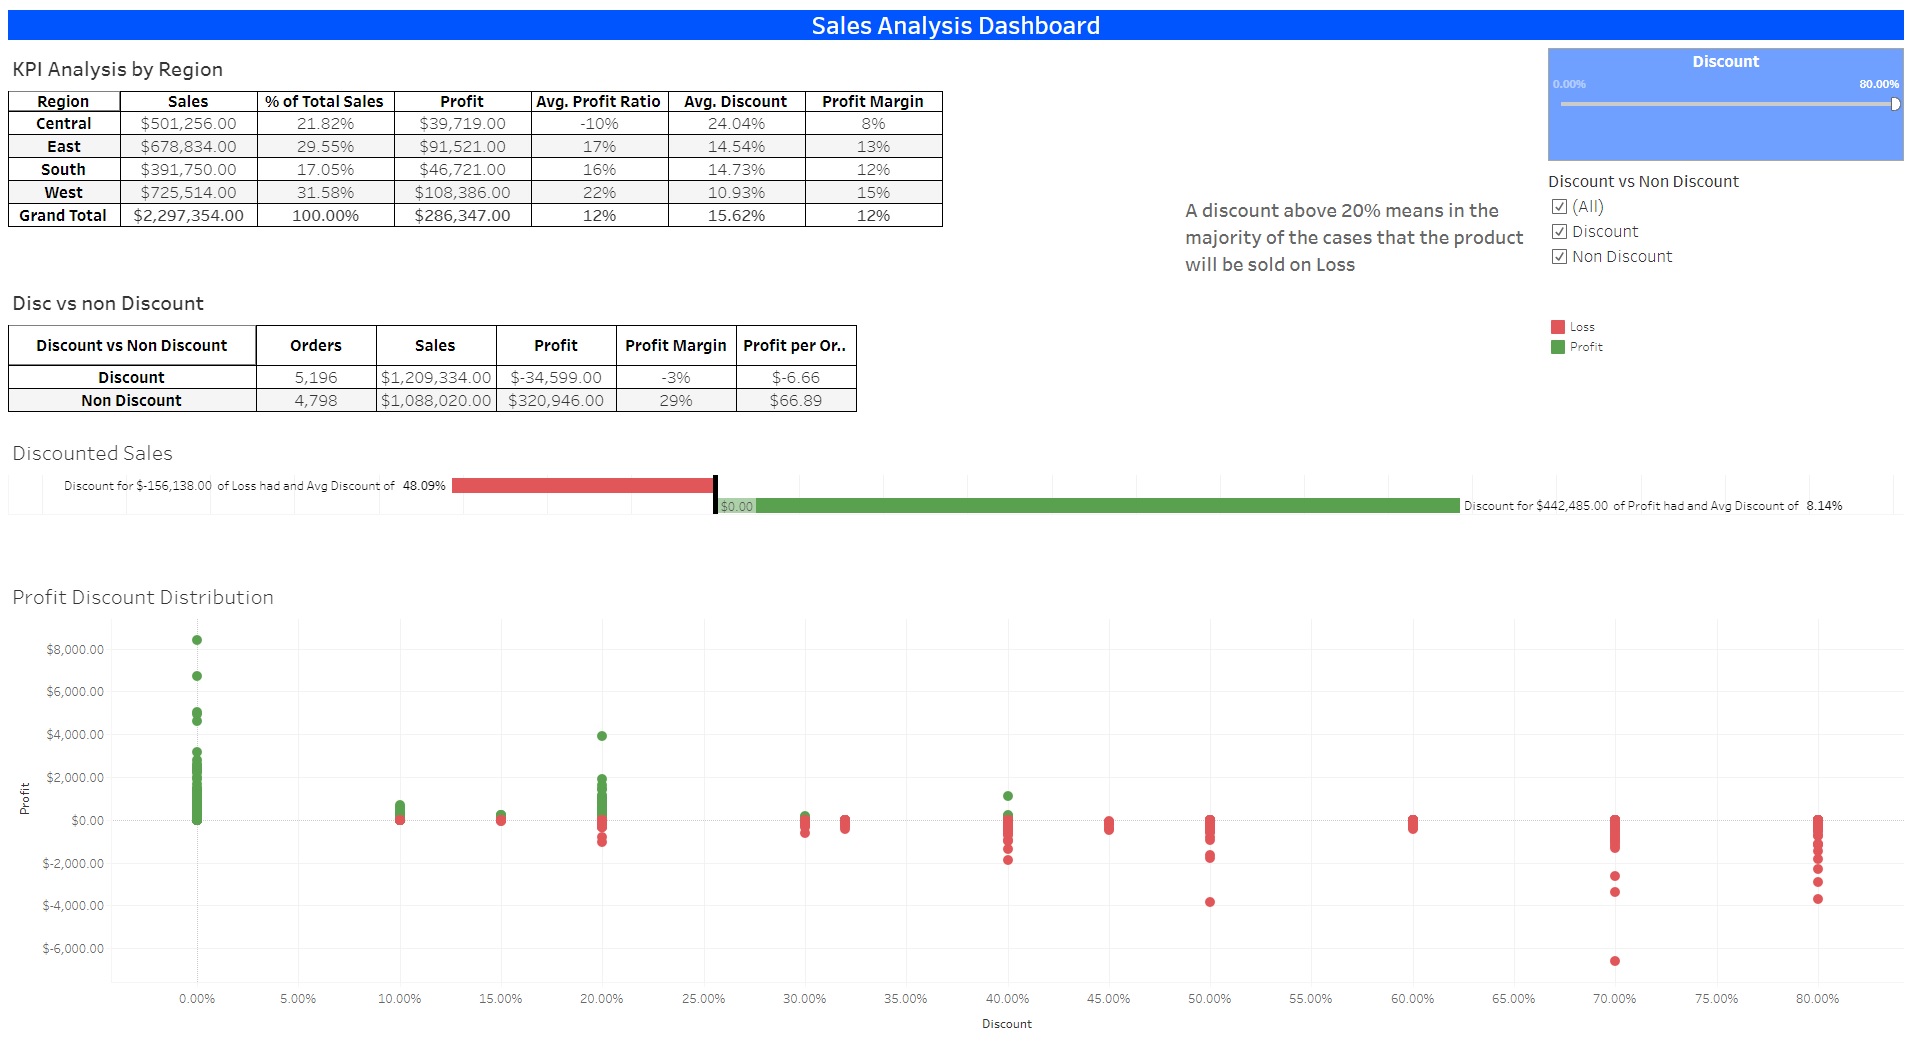 Sales Analysis Dashboard
KPI Analysis by Region
Region Sales % of Total Sales Profit Avg. Profit Ratio Avg. Discount Profit Margin
Central $501,256.00 21.82% $39,719.00 -10% 24.04% 8%
East $678,834.00 29.55% $91,521.00 17% 14.54% 13%
South $391,750.00 17.05% $46,721.00 16% 14.73% 12%
West $725,514.00 31.58% $108,386.00 22% 10.93% 15%
Grand Total $2,297,354.00 100.00% $286,347.00 12% 15.62% 12%
A discount above 20% means in the
majority of the cases that the product
will be sold on Loss
Discount
0.00% 80.00%
Discount vs Non Discount
(All)
Discount
Non Discount
Loss
Profit
Disc vs non Discount
Discount vs Non Discount Orders Sales Profit Profit Margin Profit per Or..
Discount 5,196 $1,209,334.00 $-34,599.00 -3% $-6.66
Non Discount 4,798 $1,088,020.00 $320,946.00 29% $66.89
Discounted Sales
Discount for $-156,138.00 of Loss had and Avg Discount of 48.09%
$0.00 Discount for $442,485.00 of Profit had and Avg Discount of 8.14%
Profit Discount Distribution
Profit
$8,000.00
$6,000.00
$4,000.00
$2,000.00
$0.00
$-2,000.00
$-4,000.00
$-6,000.00
0.00% 5.00% 10.00% 15.00% 20.00% 25.00% 30.00% 35.00% 40.00% 45.00% 50.00% 55.00% 60.00% 65.00% 70.00% 75.00% 80.00%
Discount